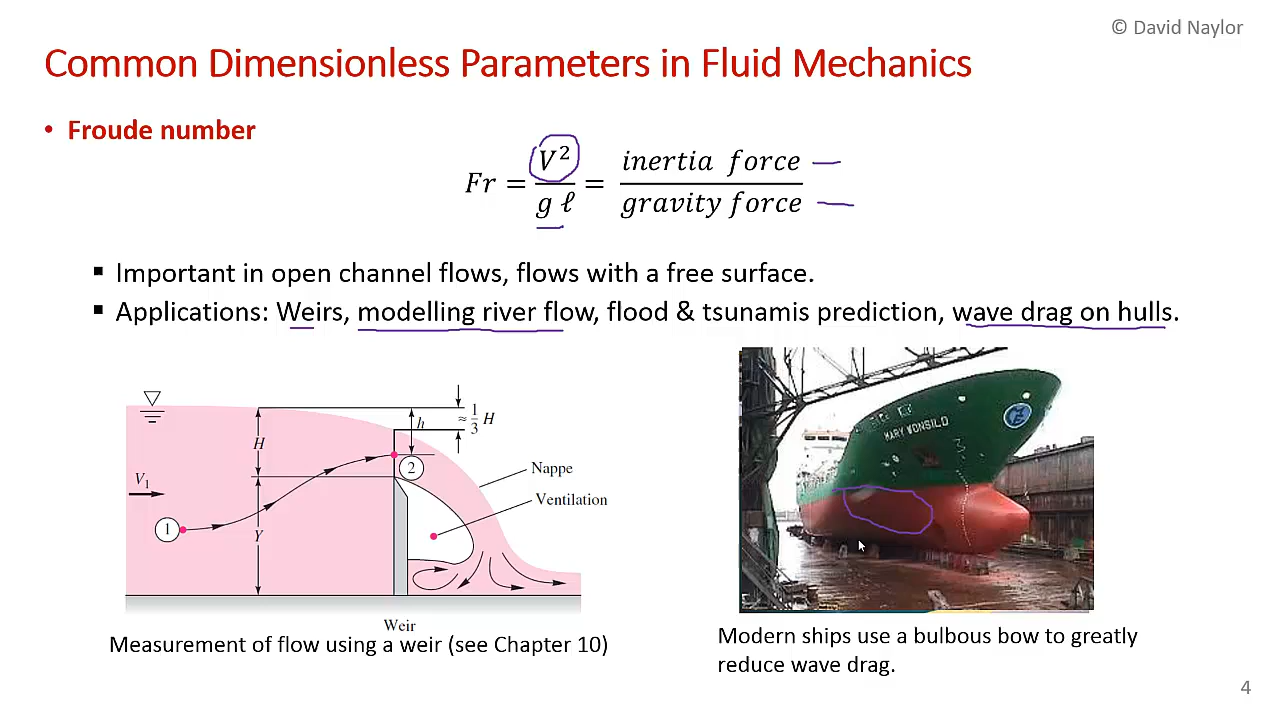 © David Naylor
Common Dimensionless Parameters in Fluid Mechanics
• Froude number
Fr = V² / g ℓ = inertia force / gravity force
▪ Important in open channel flows, flows with a free surface.
▪ Applications: Weirs, modelling river flow, flood & tsunamis prediction, wave drag on hulls.
≈ 1/3 H
h
H
2
Nappe
V₁
Ventilation
1
Y
Weir
Measurement of flow using a weir (see Chapter 10)
MARY WONSILD
Modern ships use a bulbous bow to greatly
reduce wave drag.
4